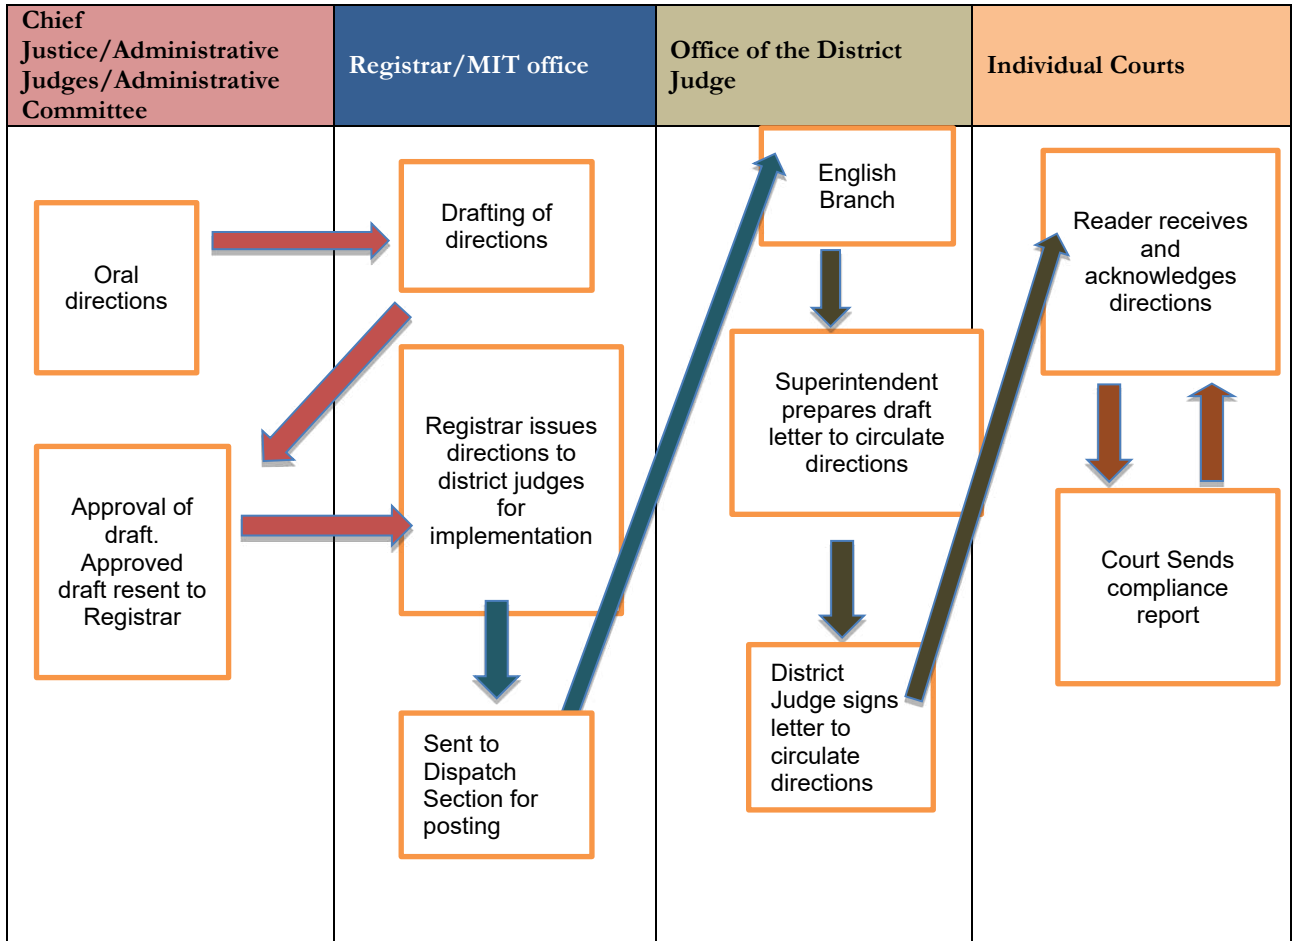 Chief
Justice/Administrative
Judges/Administrative
Committee
Registrar/MIT office
Office of the District
Judge
Individual Courts
Oral
directions
Approval of
draft.
Approved
draft resent to
Registrar
Drafting of
directions
Registrar issues
directions to
district judges
for
implementation
Sent to
Dispatch
Section for
posting
English
Branch
Superintendent
prepares draft
letter to circulate
directions
District
Judge signs
letter to
circulate
directions
Reader receives
and
acknowledges
directions
Court Sends
compliance
report